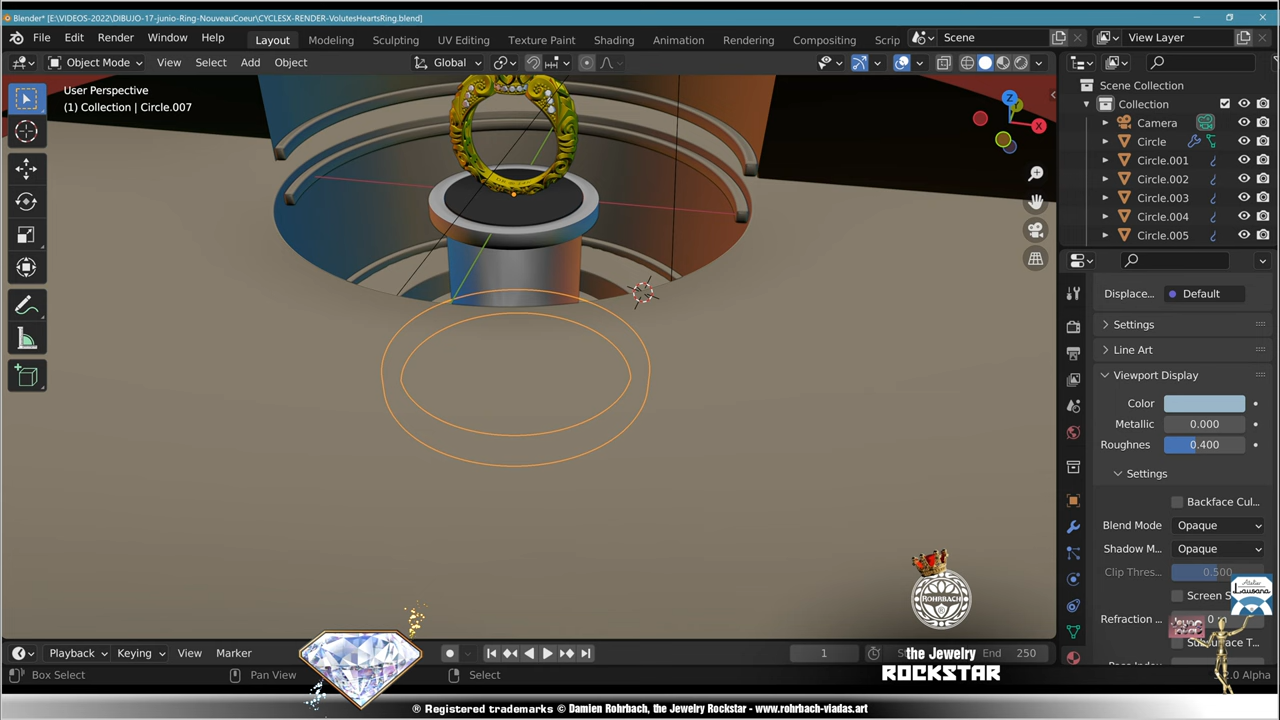 Blender* [E:\VIDEOS-2022\DIBUJO-17-junio-Ring-NouveauCoeur\CYCLESX-RENDER-VolutesHeartsRing.blend]
File Edit Render Window Help Layout Modeling Sculpting UV Editing Texture Paint Shading Animation Rendering Compositing Scrip Scene View Layer
Object Mode View Select Add Object Global
User Perspective
(1) Collection | Circle.007
Z
X
Scene Collection
Collection
Camera
Circle
Circle.001
Circle.002
Circle.003
Circle.004
Circle.005
Displace... Default
Settings
Line Art
Viewport Display
Color
Metallic 0.000
Roughnes 0.400
Settings
Backface Cul...
Blend Mode Opaque
Shadow M... Opaque
Clip Thres... 0.500
Screen S
Refraction ...
ROHRBACH
Atelier
Lausana
Playback Keying View Marker 1 End 250
the Jewelry
ROCKSTAR
Box Select Pan View Select .0 Alpha
® Registered trademarks © Damien Rohrbach, the Jewelry Rockstar - www.rohrbach-viadas.art